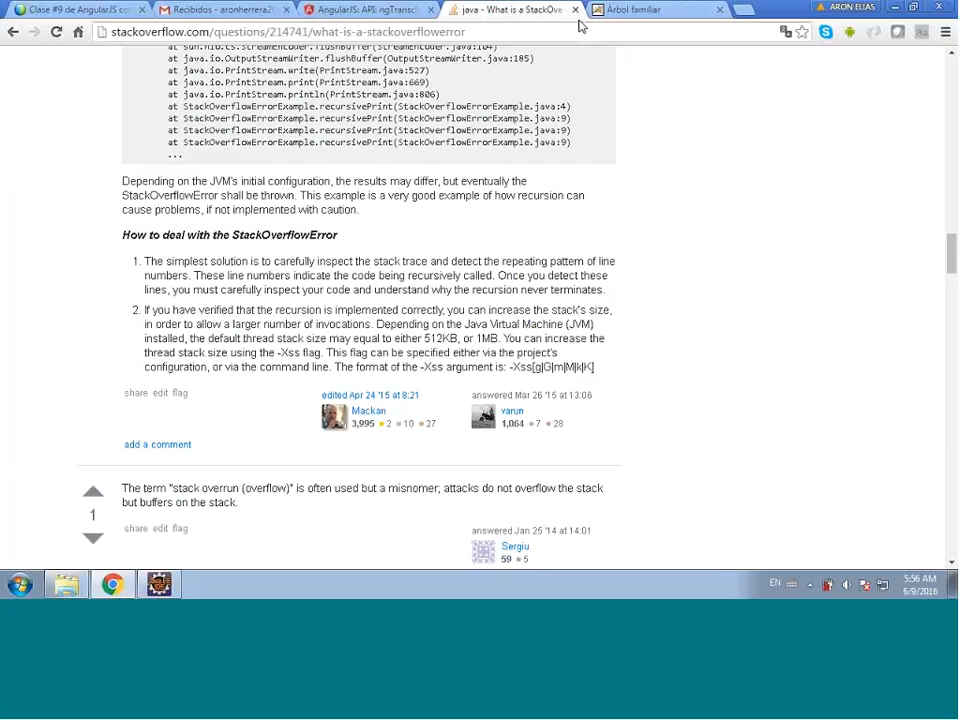 Clase #9 de AngularJS co
Recibidos - aronherrera2
AngularJS: API: ngTransc
java - What is a StackOve
Árbol familiar
ARON ELIAS
stackoverflow.com/questions/214741/what-is-a-stackoverflowerror
at sun.nio.cs.StreamEncoder.flushBuffer(StreamEncoder.java:104)
at java.io.OutputStreamWriter.flushBuffer(OutputStreamWriter.java:185)
at java.io.PrintStream.write(PrintStream.java:527)
at java.io.PrintStream.print(PrintStream.java:669)
at java.io.PrintStream.println(PrintStream.java:806)
at StackOverflowErrorExample.recursivePrint(StackOverflowErrorExample.java:4)
at StackOverflowErrorExample.recursivePrint(StackOverflowErrorExample.java:9)
at StackOverflowErrorExample.recursivePrint(StackOverflowErrorExample.java:9)
at StackOverflowErrorExample.recursivePrint(StackOverflowErrorExample.java:9)
...
Depending on the JVM's initial configuration, the results may differ, but eventually the
StackOverflowError shall be thrown. This example is a very good example of how recursion can
cause problems, if not implemented with caution.
How to deal with the StackOverflowError
1. The simplest solution is to carefully inspect the stack trace and detect the repeating pattern of line
numbers. These line numbers indicate the code being recursively called. Once you detect these
lines, you must carefully inspect your code and understand why the recursion never terminates.
2. If you have verified that the recursion is implemented correctly, you can increase the stack's size,
in order to allow a larger number of invocations. Depending on the Java Virtual Machine (JVM)
installed, the default thread stack size may equal to either 512KB, or 1MB. You can increase the
thread stack size using the -Xss flag. This flag can be specified either via the project's
configuration, or via the command line. The format of the -Xss argument is: -Xss[g|G|m|M|k|K]
share edit flag
edited Apr 24 '15 at 8:21
Mackan
3,995 2 10 27
answered Mar 26 '15 at 13:06
varun
1,064 7 28
add a comment
1
The term "stack overrun (overflow)" is often used but a misnomer; attacks do not overflow the stack
but buffers on the stack.
share edit flag
answered Jan 25 '14 at 14:01
Sergiu
59 5
EN
5:56 AM
6/9/2016